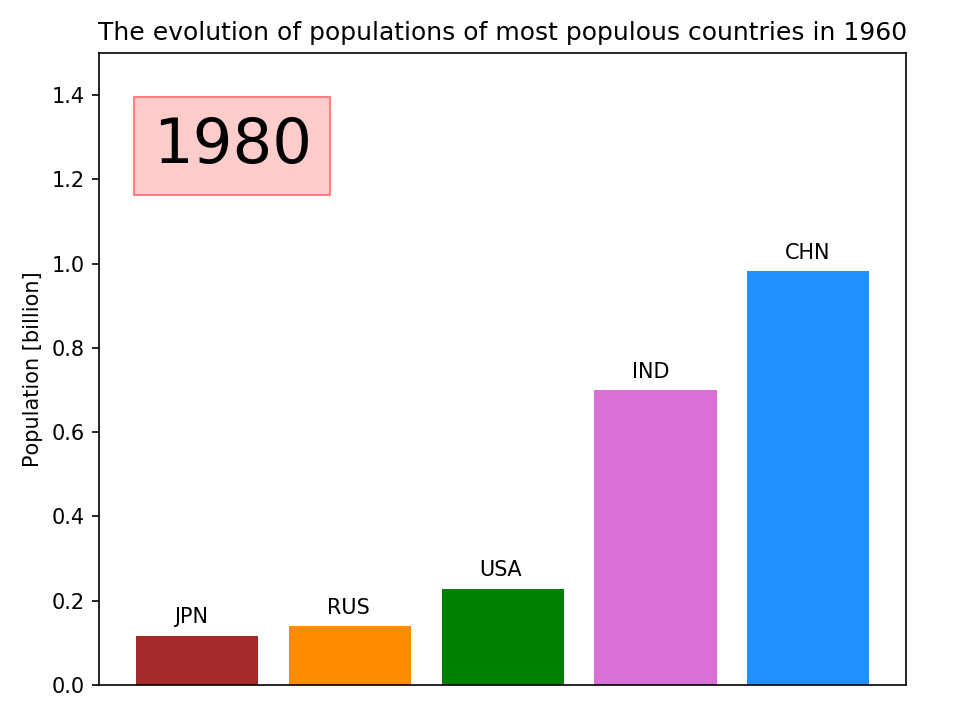 The evolution of populations of most populous countries in 1960
1980
Population [billion]
1.4
1.2
1.0
0.8
0.6
0.4
0.2
0.0
JPN
RUS
USA
IND
CHN